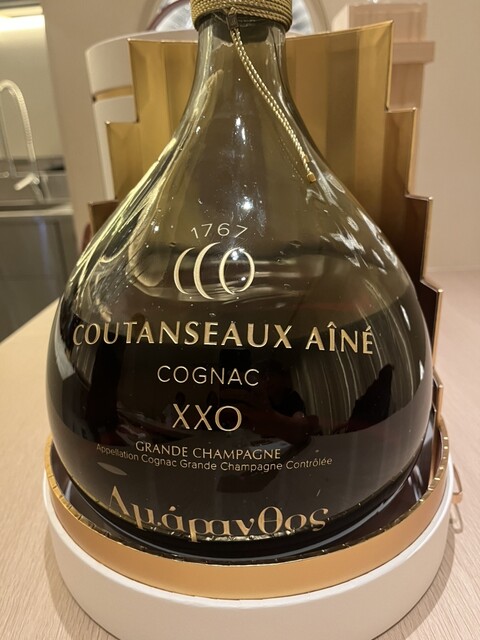 1767
CCO
COUTANSEAUX AÎNÉ
COGNAC
XXO
GRANDE CHAMPAGNE
Appellation Cognac Grande Champagne Contrôlée
Αμάρανθος